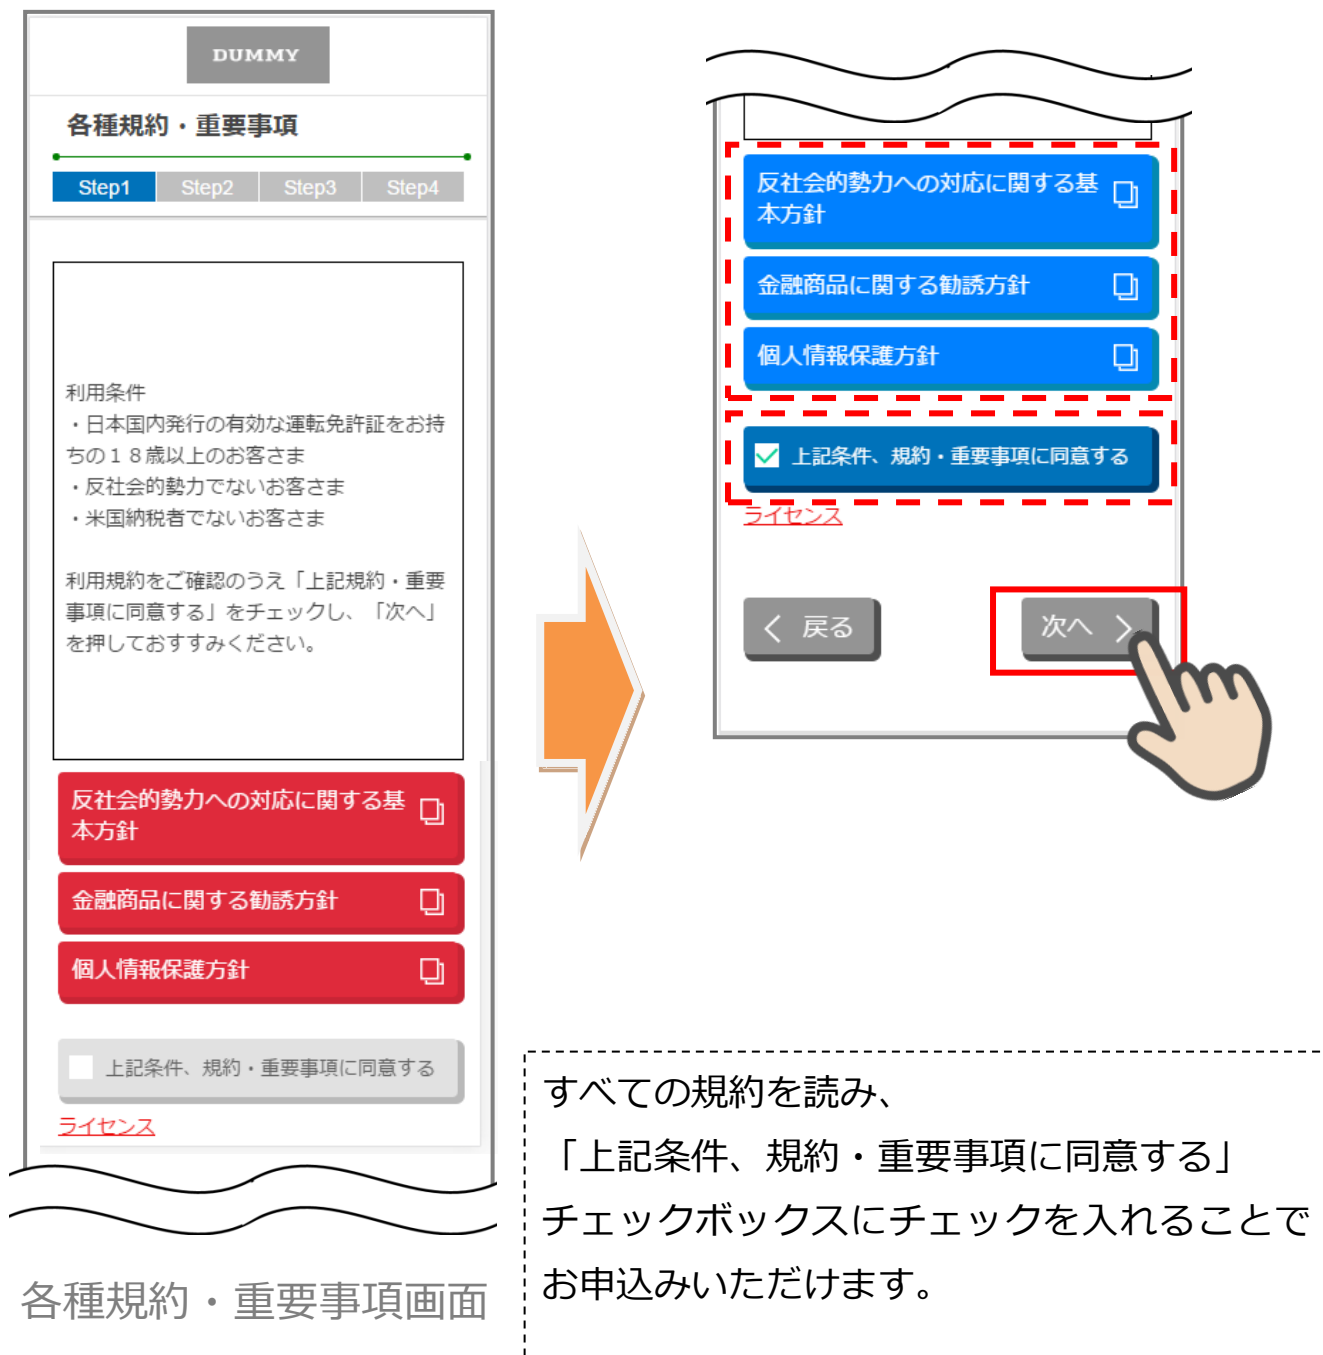 DUMMY
各種規約・重要事項
Step1 Step2 Step3 Step4
利用条件
・日本国内発行の有効な運転免許証をお持
ちの１８歳以上のお客さま
・反社会的勢力でないお客さま
・米国納税者でないお客さま
利用規約をご確認のうえ「上記規約・重要
事項に同意する」をチェックし、「次へ」
を押しておすすみください。
反社会的勢力への対応に関する基
本方針
金融商品に関する勧誘方針
個人情報保護方針
上記条件、規約・重要事項に同意する
ライセンス
各種規約・重要事項画面
反社会的勢力への対応に関する基
本方針
金融商品に関する勧誘方針
個人情報保護方針
上記条件、規約・重要事項に同意する
ライセンス
戻る
次へ
すべての規約を読み、
「上記条件、規約・重要事項に同意する」
チェックボックスにチェックを入れることで
お申込みいただけます。